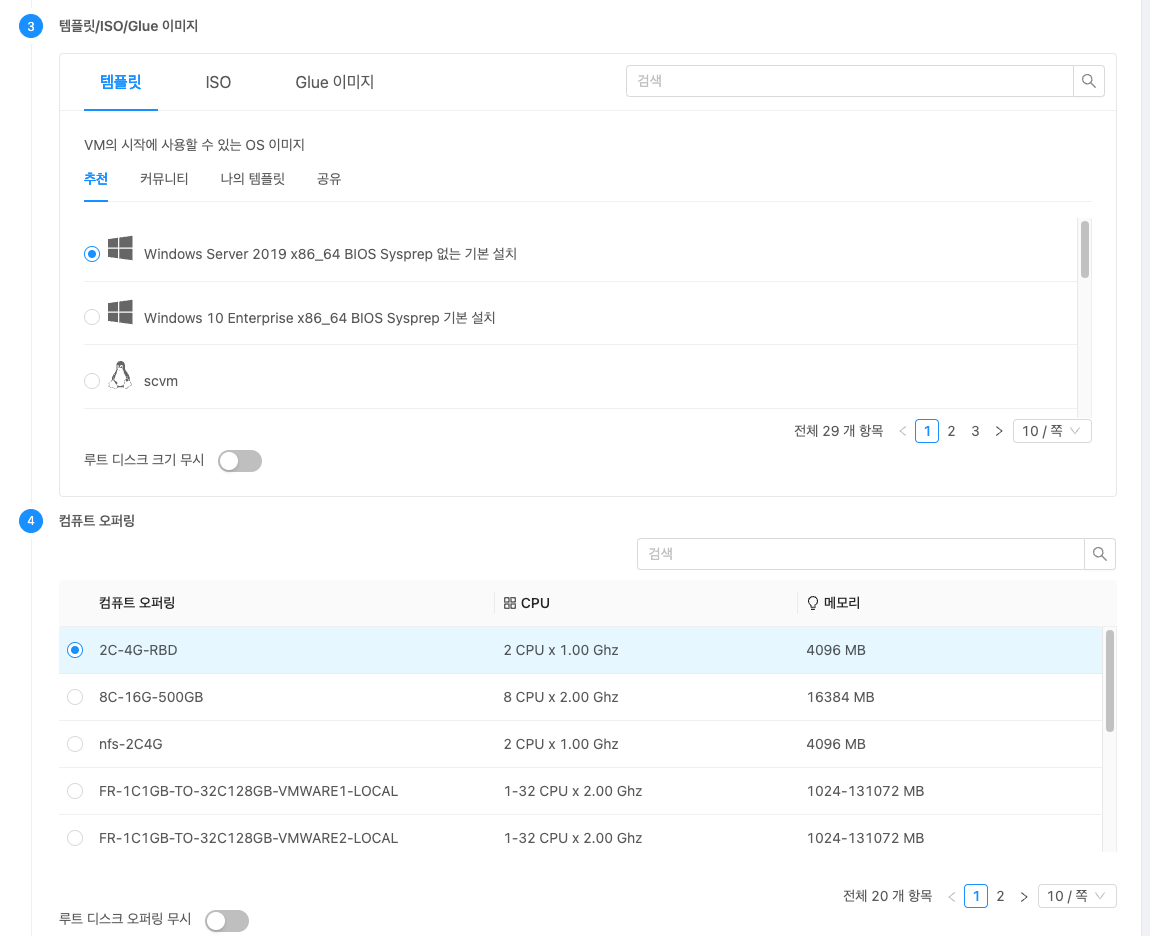 3 템플릿/ISO/Glue 이미지
템플릿 ISO Glue 이미지 검색
VM의 시작에 사용할 수 있는 OS 이미지
추천 커뮤니티 나의 템플릿 공유
Windows Server 2019 x86_64 BIOS Sysprep 없는 기본 설치
Windows 10 Enterprise x86_64 BIOS Sysprep 기본 설치
scvm
전체 29 개 항목 < 1 2 3 > 10 / 쪽
루트 디스크 크기 무시
4 컴퓨트 오퍼링
검색
컴퓨트 오퍼링 CPU 메모리
2C-4G-RBD 2 CPU x 1.00 Ghz 4096 MB
8C-16G-500GB 8 CPU x 2.00 Ghz 16384 MB
nfs-2C4G 2 CPU x 1.00 Ghz 4096 MB
FR-1C1GB-TO-32C128GB-VMWARE1-LOCAL 1-32 CPU x 2.00 Ghz 1024-131072 MB
FR-1C1GB-TO-32C128GB-VMWARE2-LOCAL 1-32 CPU x 2.00 Ghz 1024-131072 MB
전체 20 개 항목 < 1 2 > 10 / 쪽
루트 디스크 오퍼링 무시